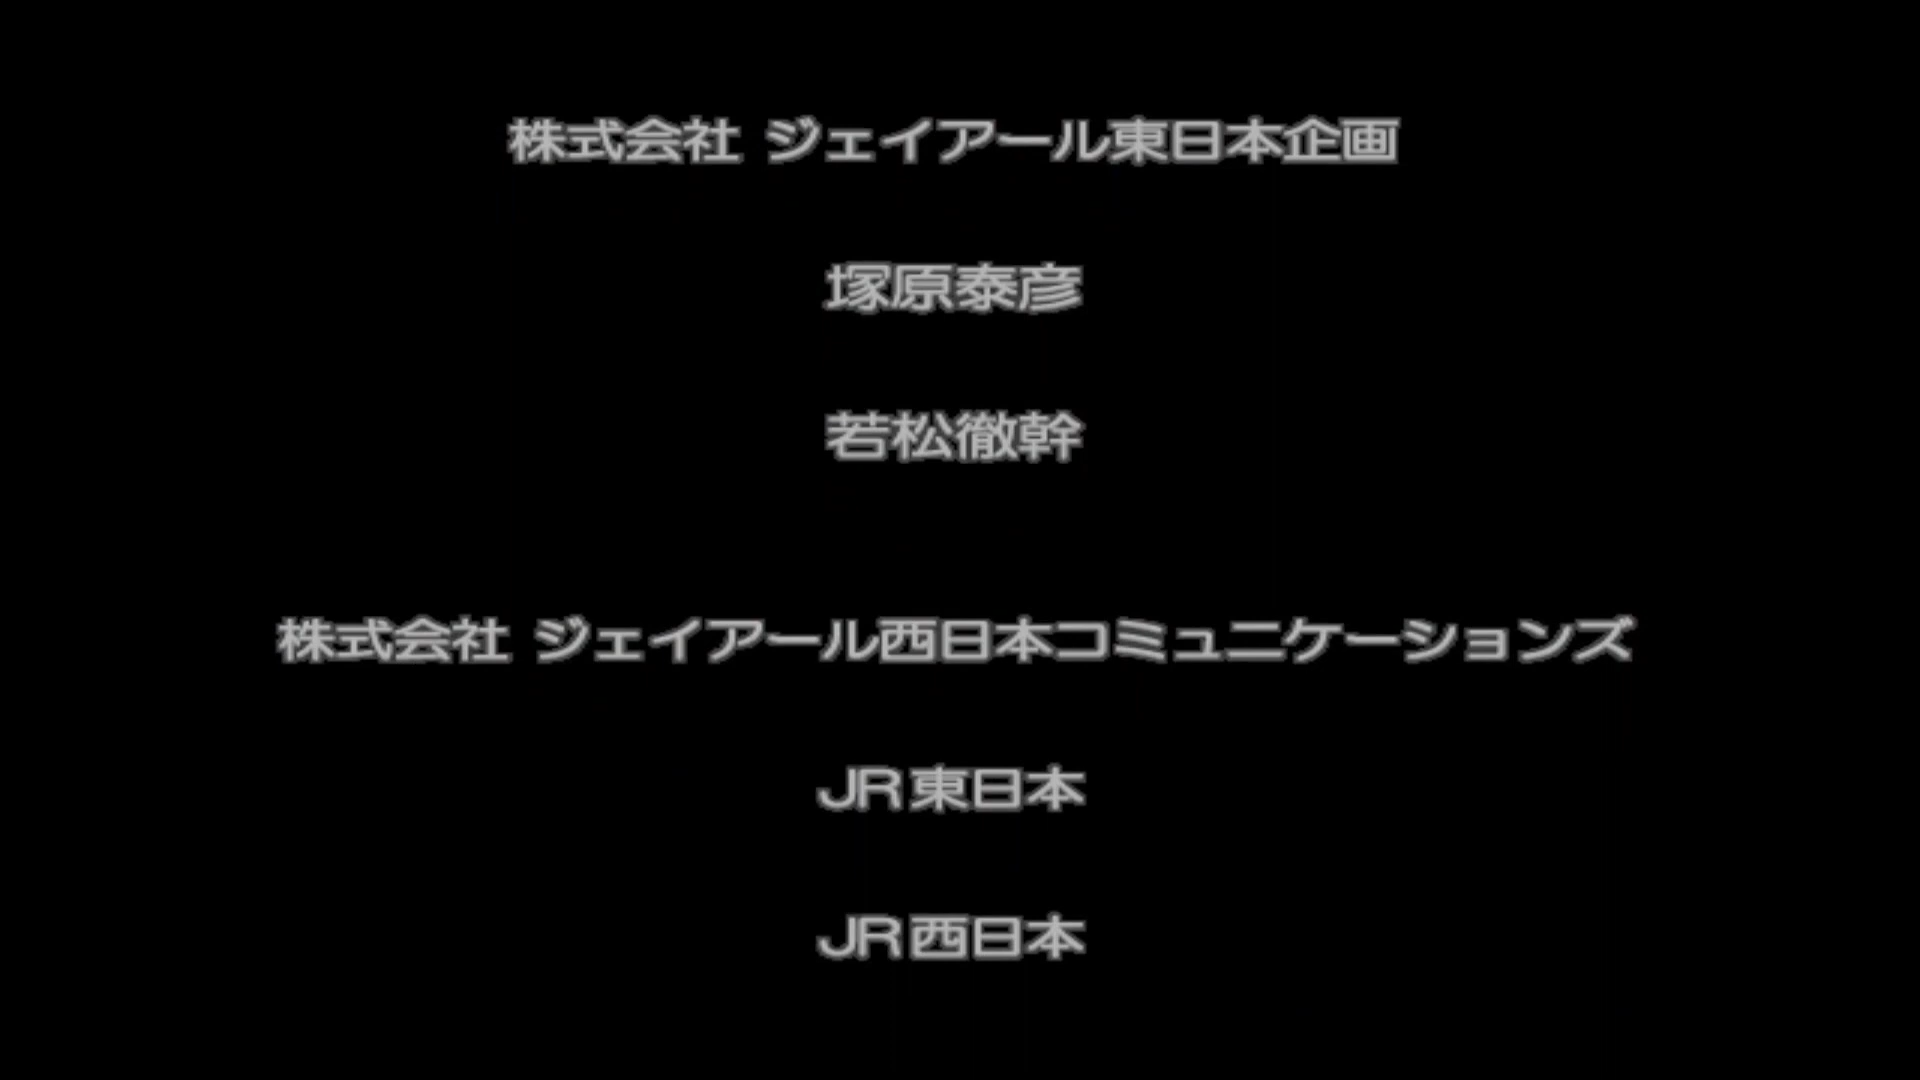 株式会社 ジェイアール東日本企画
塚原泰彦
若松徹幹
株式会社 ジェイアール西日本コミュニケーションズ
JR東日本
JR西日本